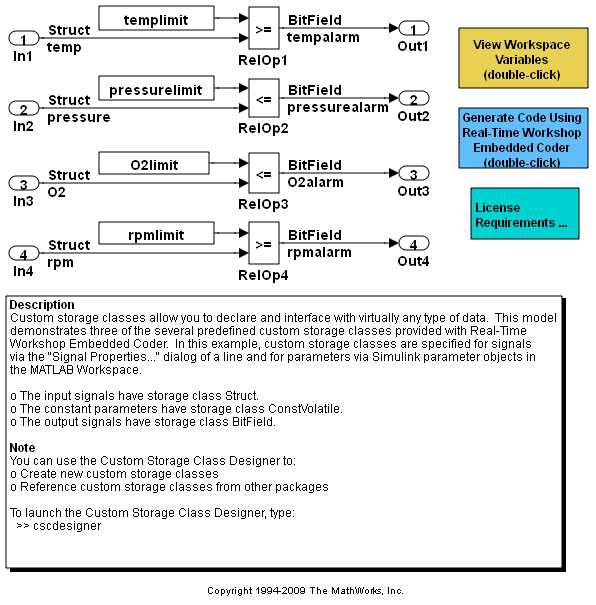 templimit
BitField
1
Struct
>=
1
In1
temp
tempalarm
Out1
RelOp1
pressurelimit
BitField
2
Struct
<=
2
In2
pressure
pressurealarm
Out2
RelOp2
O2limit
BitField
3
Struct
<=
3
In3
O2
O2alarm
Out3
RelOp3
rpmlimit
BitField
4
Struct
>=
4
In4
rpm
rpmalarm
Out4
RelOp4
View Workspace
Variables
(double-click)
Generate Code Using
Real-Time Workshop
Embedded Coder
(double-click)
License
Requirements ...
Description
Custom storage classes allow you to declare and interface with virtually any type of data.  This model
demonstrates three of the several predefined custom storage classes provided with Real-Time
Workshop Embedded Coder.  In this example, custom storage classes are specified for signals
via the "Signal Properties..." dialog of a line and for parameters via Simulink parameter objects in
the MATLAB Workspace.
o The input signals have storage class Struct.
o The constant parameters have storage class ConstVolatile.
o The output signals have storage class BitField.
Note
You can use the Custom Storage Class Designer to:
o Create new custom storage classes
o Reference custom storage classes from other packages
To launch the Custom Storage Class Designer, type:
>> cscdesigner
Copyright 1994-2009 The MathWorks, Inc.